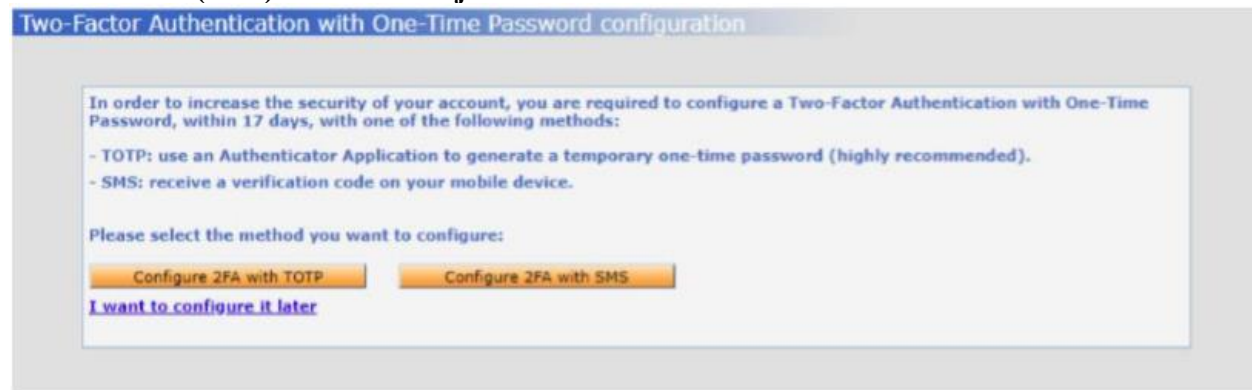 Two-Factor Authentication with One-Time Password configuration
In order to increase the security of your account, you are required to configure a Two-Factor Authentication with One-Time
Password, within 17 days, with one of the following methods:
- TOTP: use an Authenticator Application to generate a temporary one-time password (highly recommended).
- SMS: receive a verification code on your mobile device.
Please select the method you want to configure:
Configure 2FA with TOTP Configure 2FA with SMS
I want to configure it later